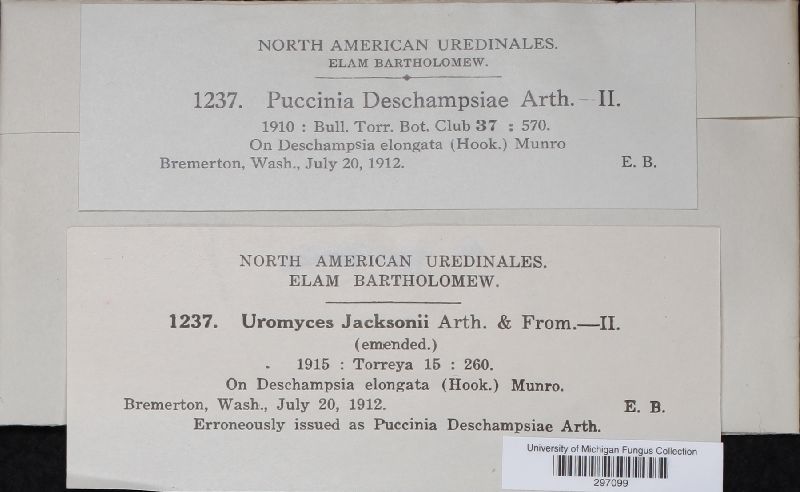 NORTH AMERICAN UREDINALES.
ELAM BARTHOLOMEW.
1237. Puccinia Deschampsiae Arth.—II.
1910 : Bull. Torr. Bot. Club 37 : 570.
On Deschampsia elongata (Hook.) Munro
Bremerton, Wash., July 20, 1912. E. B.
NORTH AMERICAN UREDINALES.
ELAM BARTHOLOMEW.
1237. Uromyces Jacksonii Arth. & From.—II.
(emended.)
1915 : Torreya 15 : 260.
On Deschampsia elongata (Hook.) Munro.
Bremerton, Wash., July 20, 1912. E. B.
Erroneously issued as Puccinia Deschampsiae Arth.
University of Michigan Fungus Collection
297099